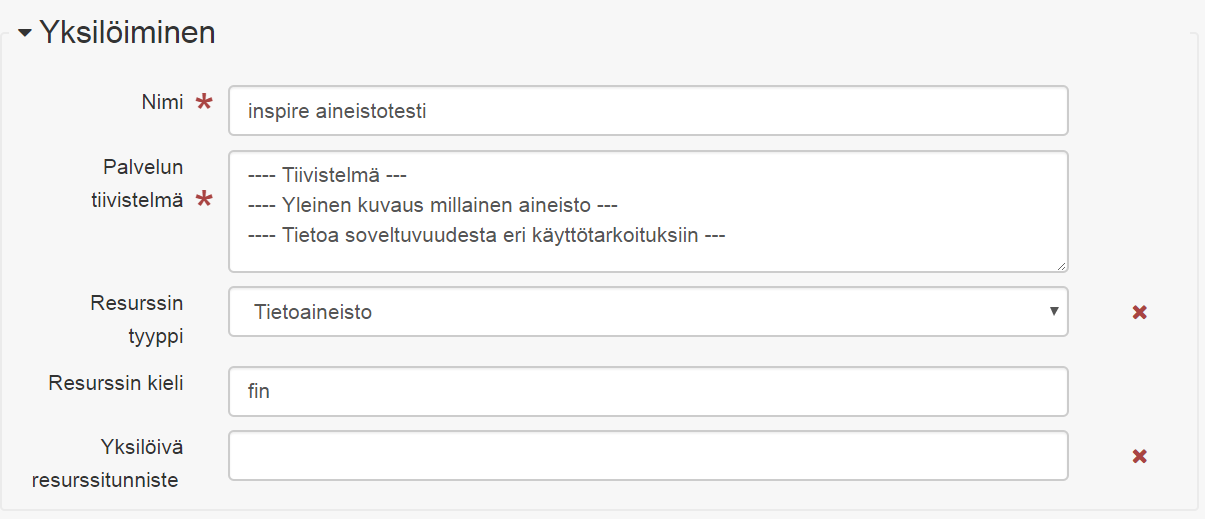 Yksilöiminen
Nimi *
inspire aineistotesti
Palvelun
tiivistelmä *
---- Tiivistelmä ---
---- Yleinen kuvaus millainen aineisto ---
---- Tietoa soveltuvuudesta eri käyttötarkoituksiin ---
Resurssin
tyyppi
Tietoaineisto
Resurssin kieli
fin
Yksilöivä
resurssitunniste